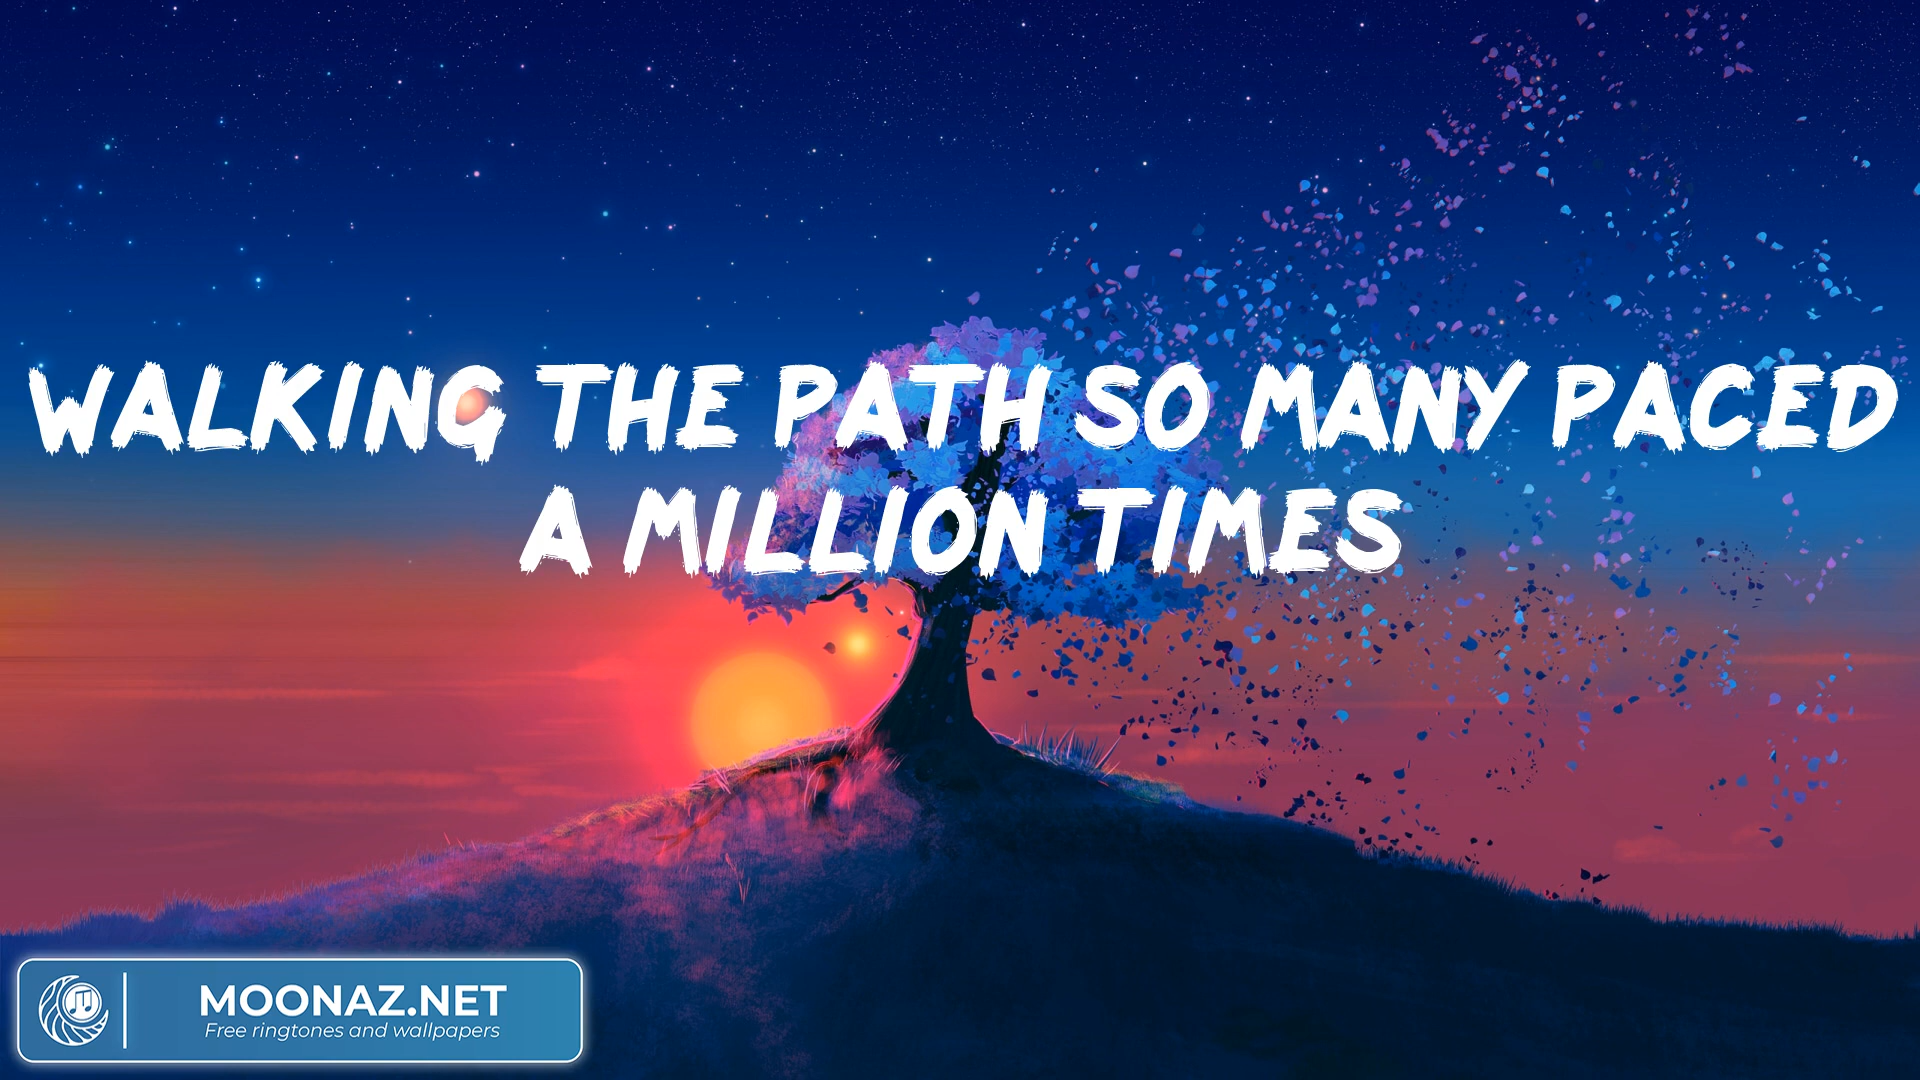 WALKING THE PATH SO MANY PACED
A MILLION TIMES
MOONAZ.NET
Free ringtones and wallpapers